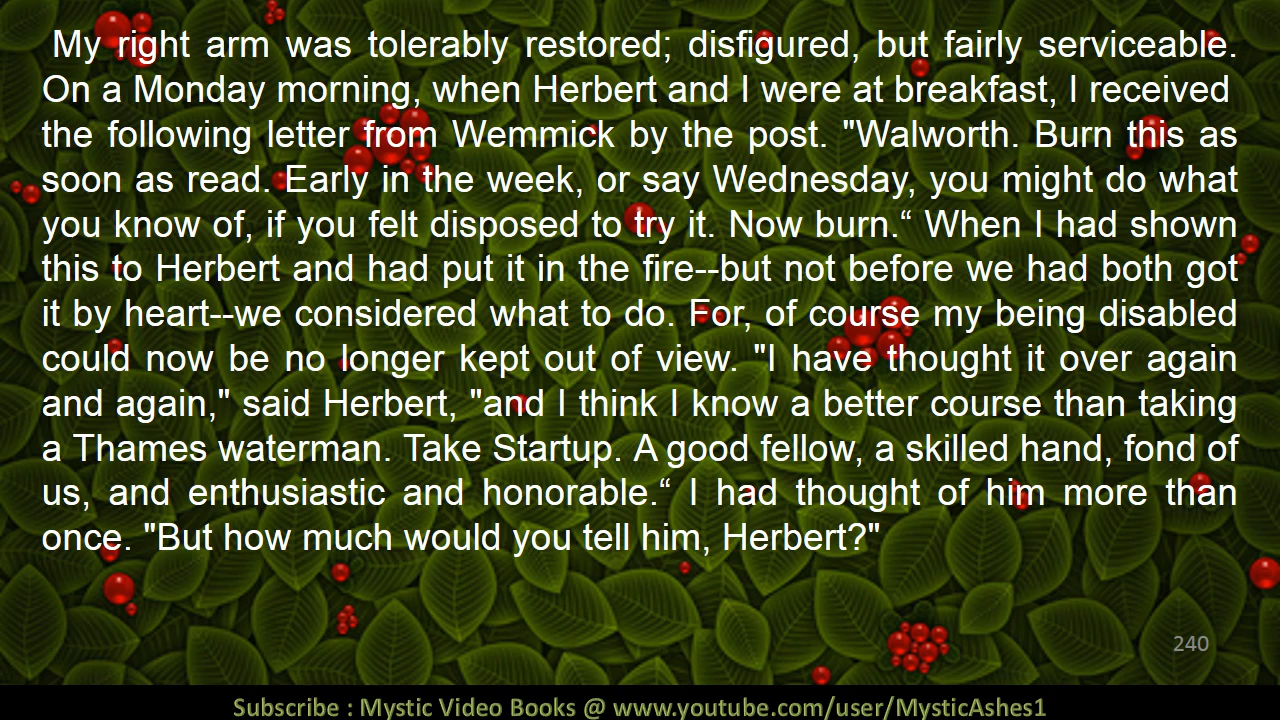 My right arm was tolerably restored; disfigured, but fairly serviceable.
On a Monday morning, when Herbert and I were at breakfast, I received
the following letter from Wemmick by the post. "Walworth. Burn this as
soon as read. Early in the week, or say Wednesday, you might do what
you know of, if you felt disposed to try it. Now burn.“ When I had shown
this to Herbert and had put it in the fire--but not before we had both got
it by heart--we considered what to do. For, of course my being disabled
could now be no longer kept out of view. "I have thought it over again
and again," said Herbert, "and I think I know a better course than taking
a Thames waterman. Take Startup. A good fellow, a skilled hand, fond of
us, and enthusiastic and honorable.“ I had thought of him more than
once. "But how much would you tell him, Herbert?"
240
Subscribe : Mystic Video Books @ www.youtube.com/user/MysticAshes1